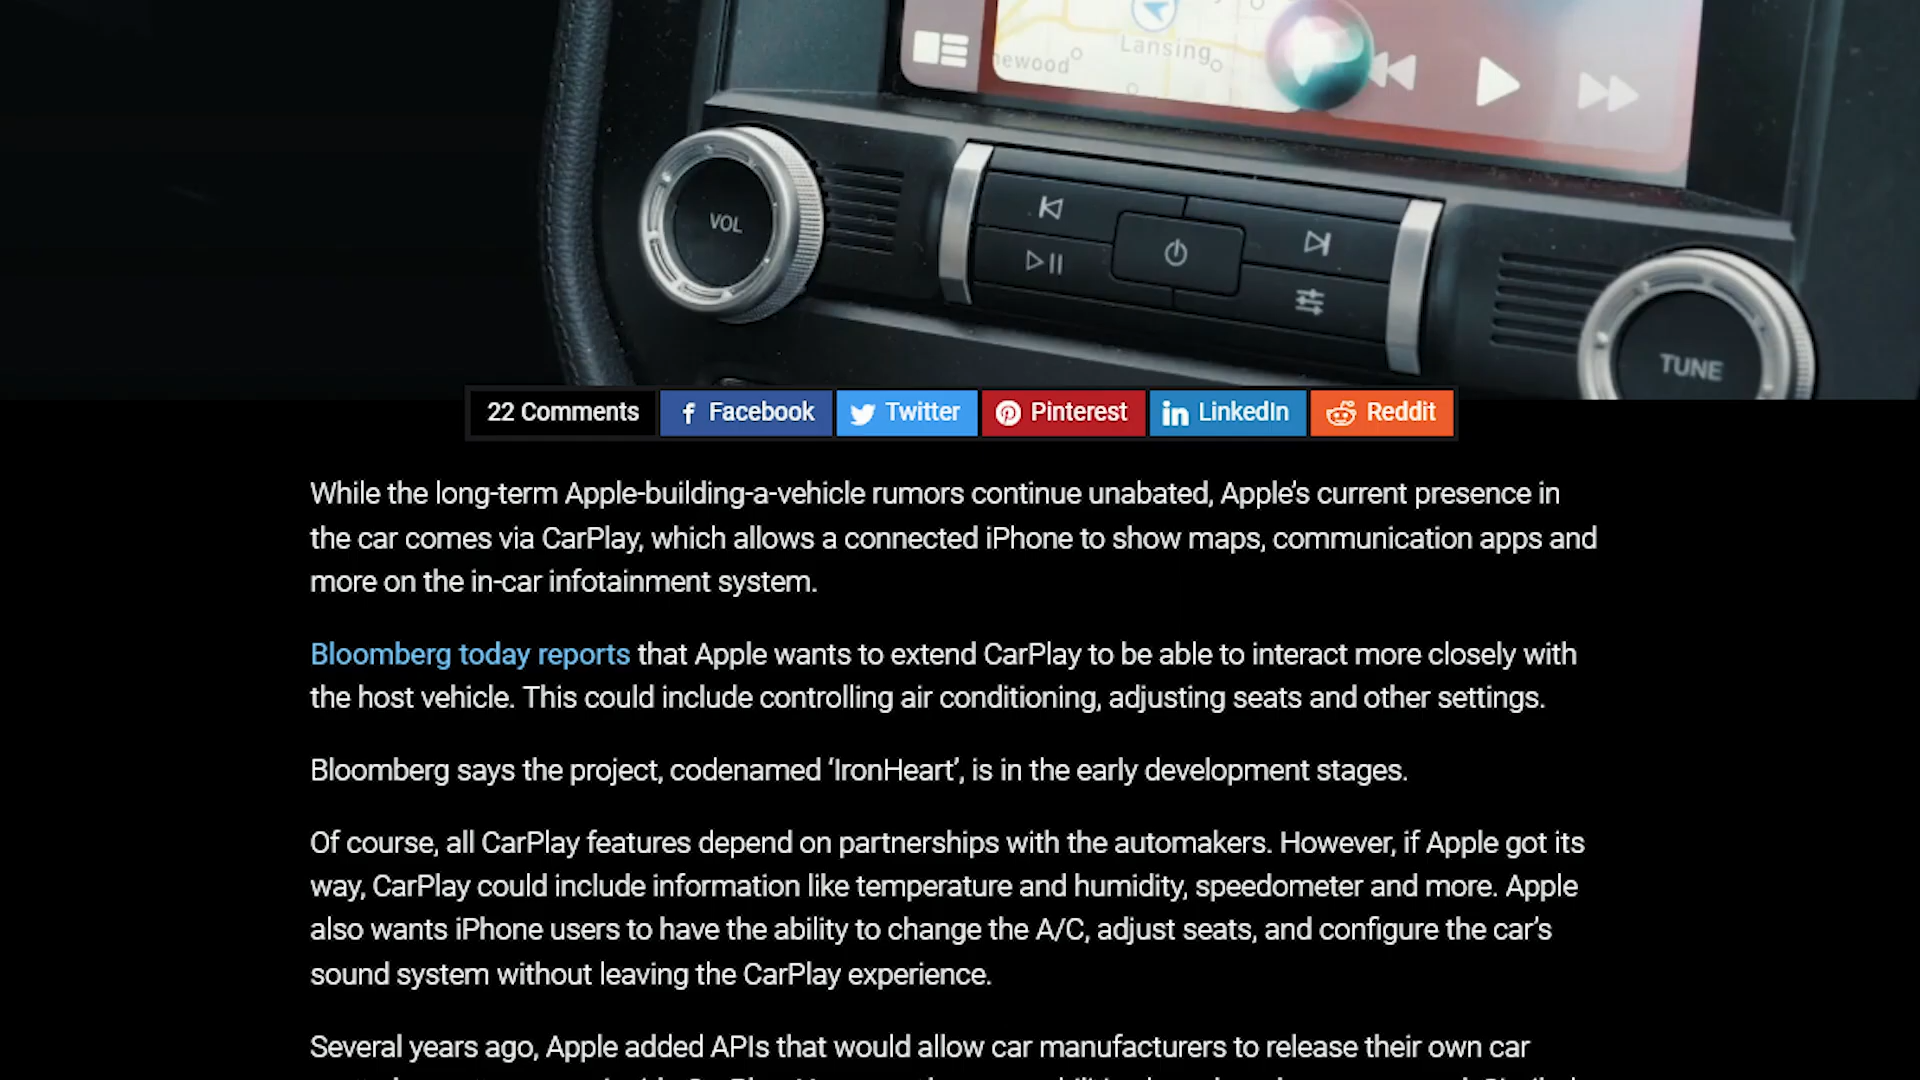 Lansing
ewood
VOL
TUNE
22 Comments
Facebook
Twitter
Pinterest
LinkedIn
Reddit
While the long-term Apple-building-a-vehicle rumors continue unabated, Apple’s current presence in
the car comes via CarPlay, which allows a connected iPhone to show maps, communication apps and
more on the in-car infotainment system.
Bloomberg today reports that Apple wants to extend CarPlay to be able to interact more closely with
the host vehicle. This could include controlling air conditioning, adjusting seats and other settings.
Bloomberg says the project, codenamed ‘IronHeart’, is in the early development stages.
Of course, all CarPlay features depend on partnerships with the automakers. However, if Apple got its
way, CarPlay could include information like temperature and humidity, speedometer and more. Apple
also wants iPhone users to have the ability to change the A/C, adjust seats, and configure the car’s
sound system without leaving the CarPlay experience.
Several years ago, Apple added APIs that would allow car manufacturers to release their own car